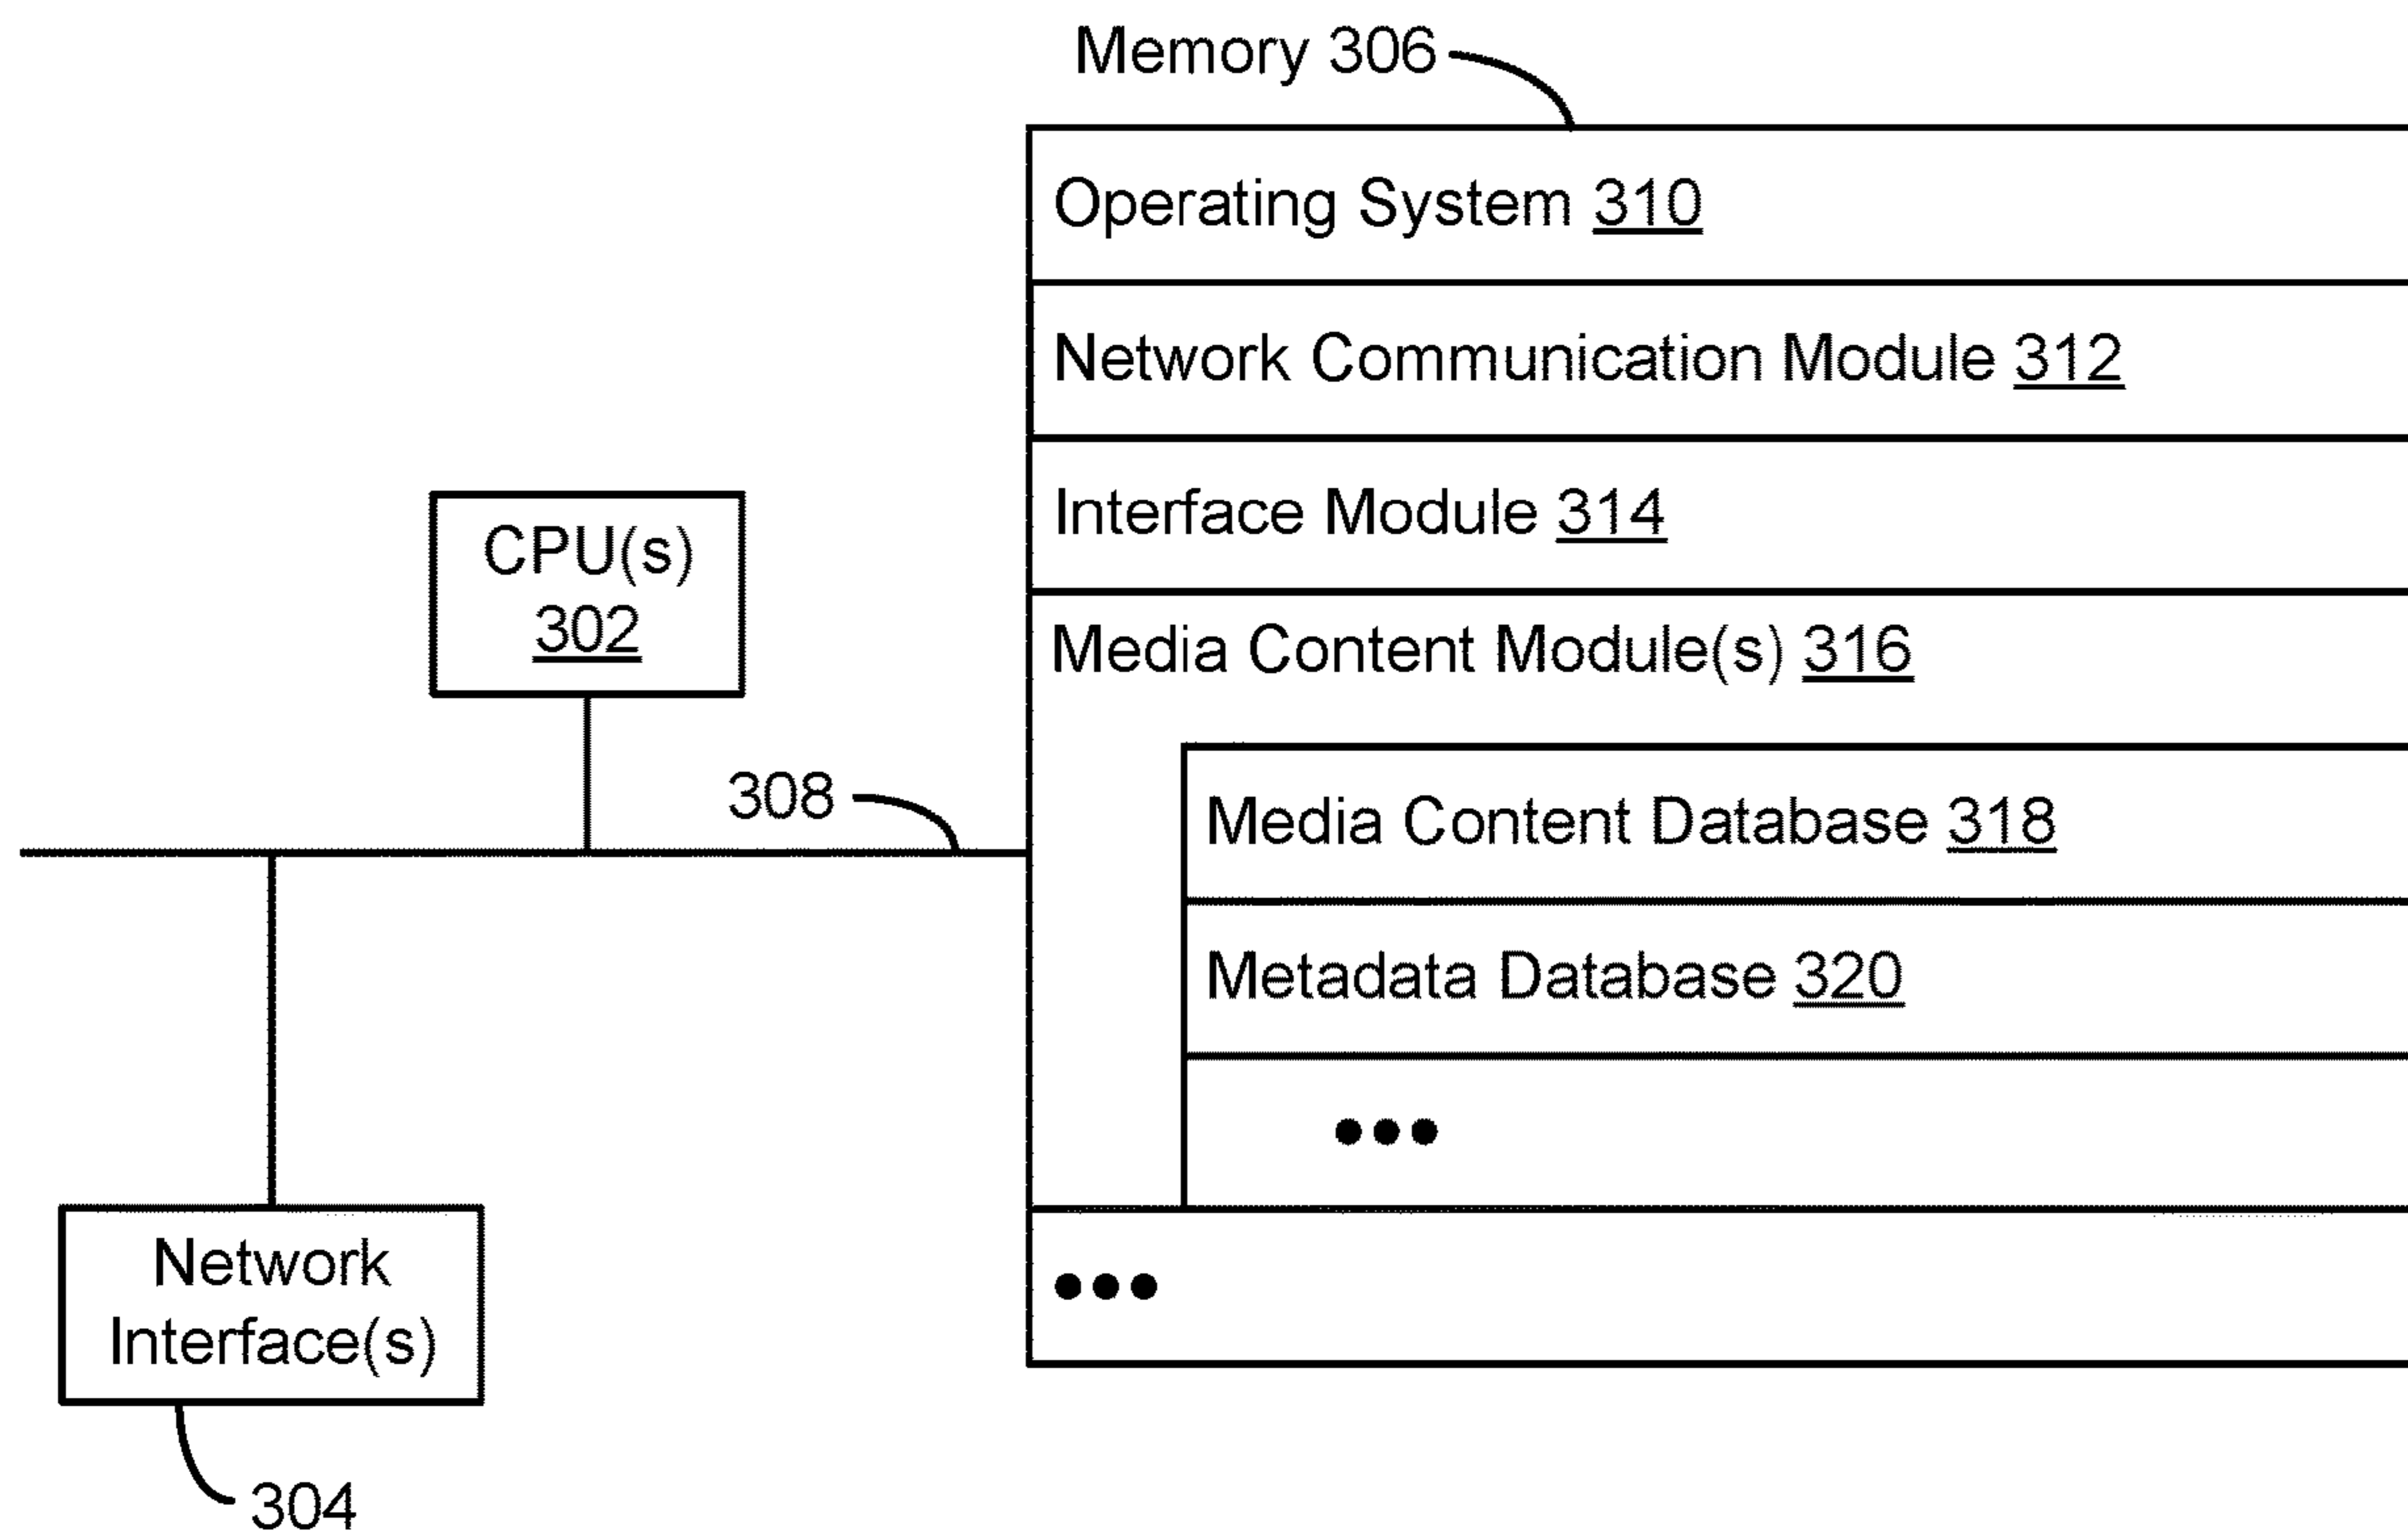 Memory 306
Operating System 310
Network Communication Module 312
Interface Module 314
CPU(s)
302
Media Content Module(s) 316
308
Media Content Database 318
Metadata Database 320
•••
Network
Interface(s)
•••
304